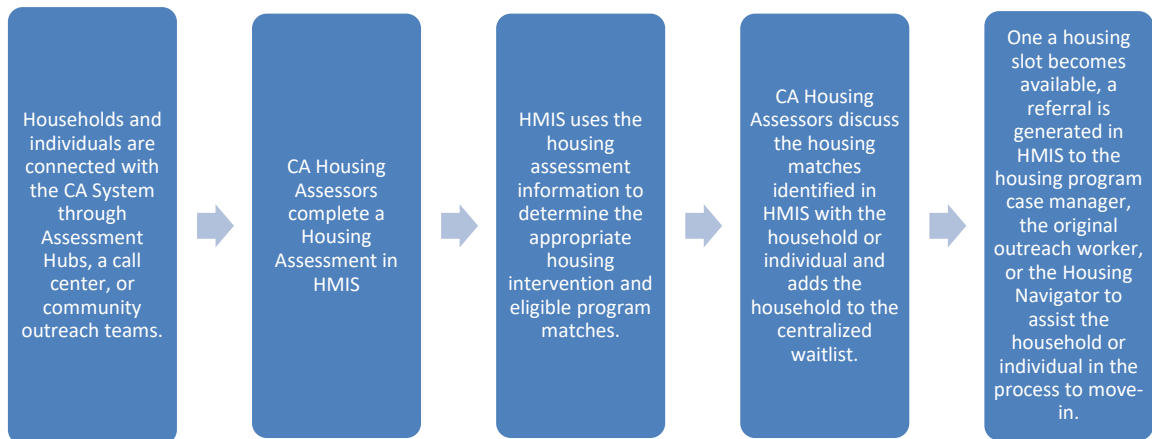 Households and
individuals are
connected with
the CA System
through
Assessment
Hubs, a call
center, or
community
outreach teams.
CA Housing
Assessors
complete a
Housing
Assessment in
HMIS
HMIS uses the
housing
assessment
information to
determine the
appropriate
housing
intervention and
eligible program
matches.
CA Housing
Assessors discuss
the housing
matches
identified in
HMIS with the
household or
individual and
adds the
household to the
centralized
waitlist.
One a housing
slot becomes
available, a
referral is
generated in
HMIS to the
housing program
case manager,
the original
outreach worker,
or the Housing
Navigator to
assist the
household or
individual in the
process to move-
in.